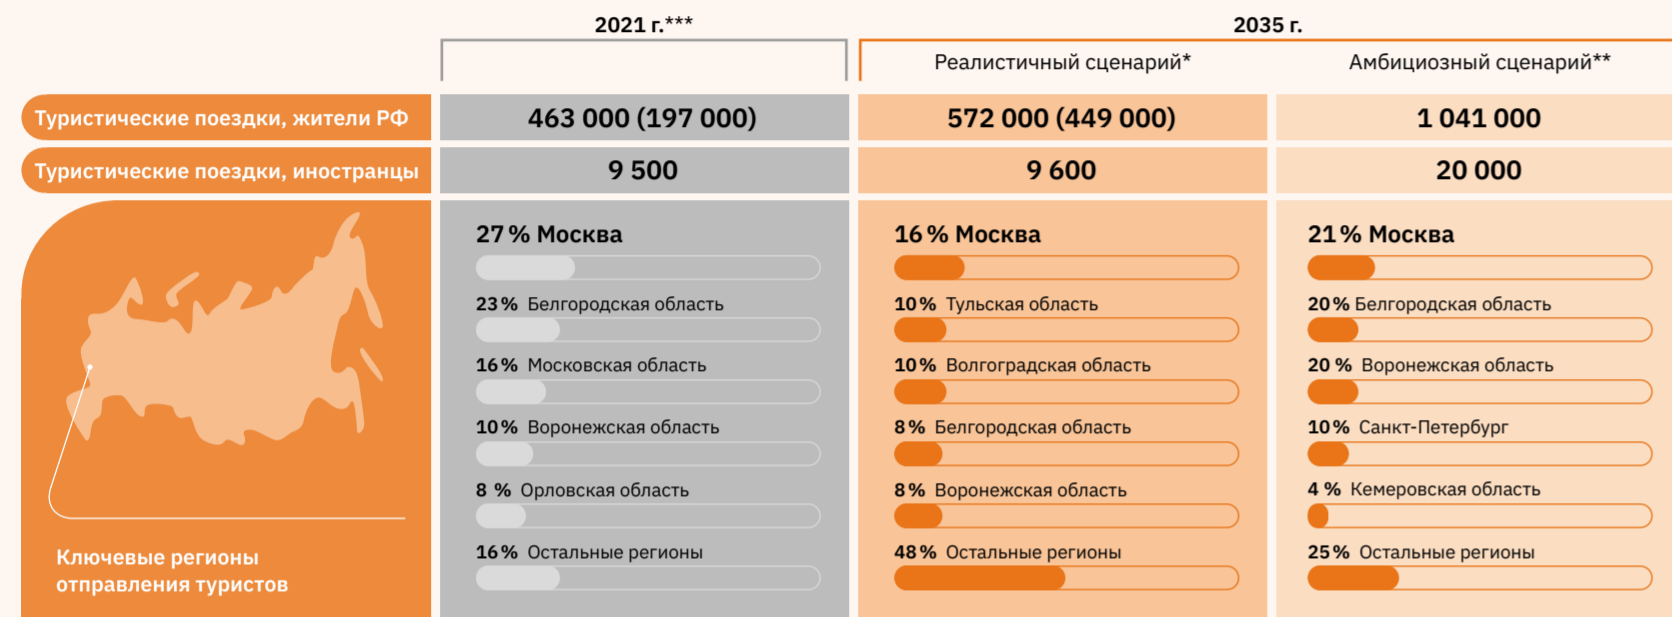 2021 г.***
2035 г.
Реалистичный сценарий*
Амбициозный сценарий**
Туристические поездки, жители РФ
463 000 (197 000)
572 000 (449 000)
1 041 000
Туристические поездки, иностранцы
9 500
9 600
20 000
Ключевые регионы
отправления туристов
27 % Москва
23 % Белгородская область
16 % Московская область
10 % Воронежская область
8 % Орловская область
16 % Остальные регионы
16 % Москва
10 % Тульская область
10 % Волгоградская область
8 % Белгородская область
8 % Воронежская область
48 % Остальные регионы
21 % Москва
20 % Белгородская область
20 % Воронежская область
10 % Санкт-Петербург
4 % Кемеровская область
25 % Остальные регионы